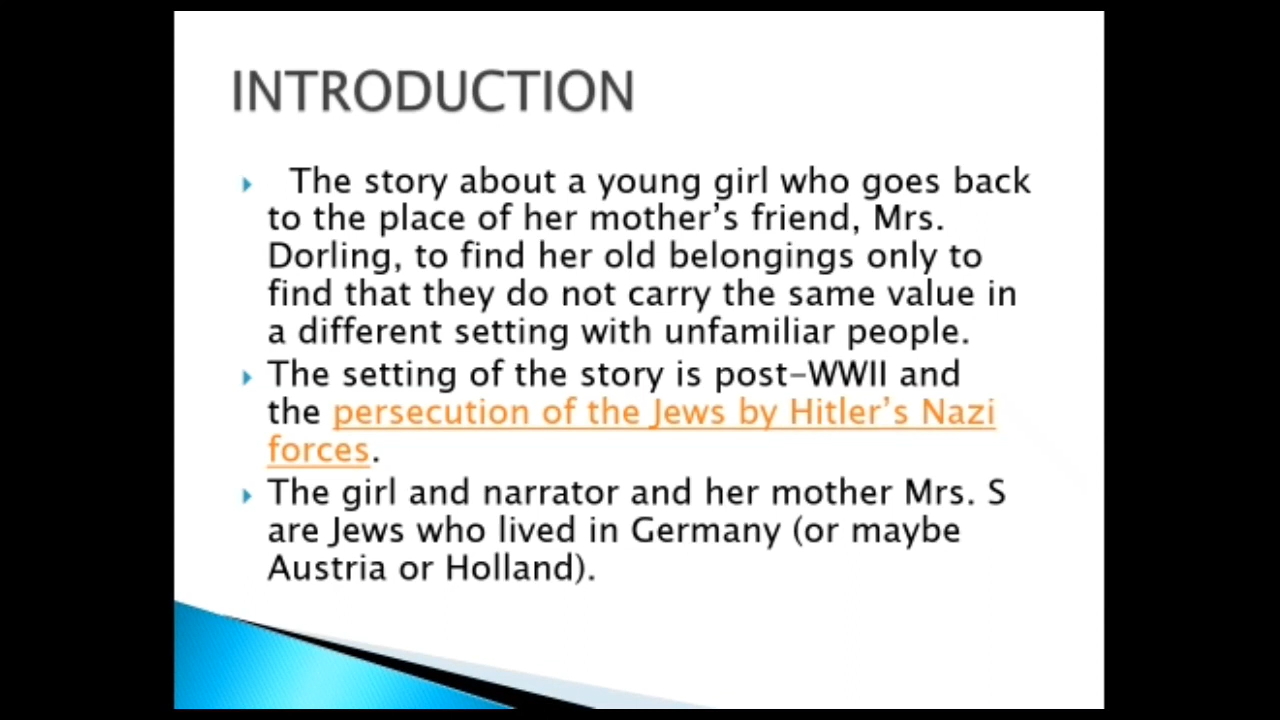 INTRODUCTION
The story about a young girl who goes back
to the place of her mother’s friend, Mrs.
Dorling, to find her old belongings only to
find that they do not carry the same value in
a different setting with unfamiliar people.
The setting of the story is post-WWII and
the persecution of the Jews by Hitler’s Nazi
forces.
The girl and narrator and her mother Mrs. S
are Jews who lived in Germany (or maybe
Austria or Holland).